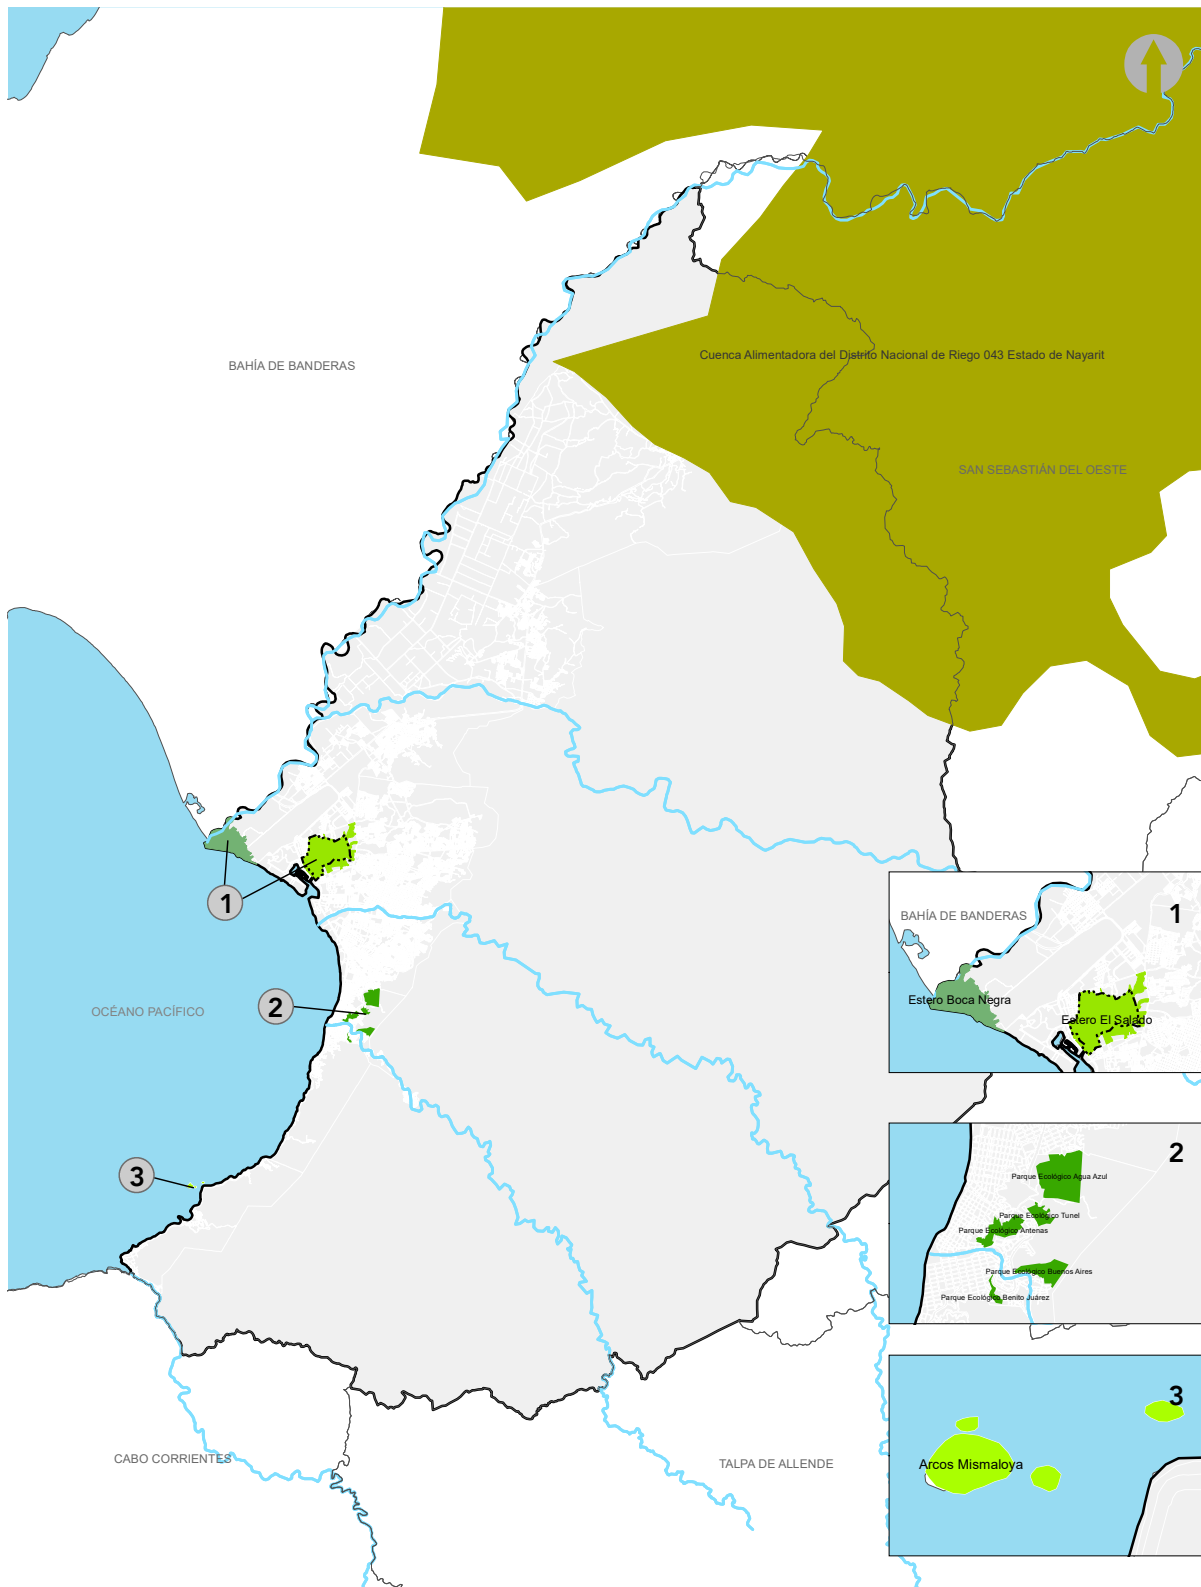 Cuenca Alimentadora del Distrito Nacional de Riego 043 Estado de Nayarit
BAHÍA DE BANDERAS
SAN SEBASTIÁN DEL OESTE
1
OCÉANO PACÍFICO
2
3
CABO CORRIENTES
TALPA DE ALLENDE
1
BAHÍA DE BANDERAS
Estero Boca Negra
Estero El Salado
2
Parque Ecológico Agua Azul
Parque Ecológico Tunel
Parque Ecológico Antenas
Parque Ecológico Buenos Aires
Parque Ecológico Benito Juárez
3
Arcos Mismaloya